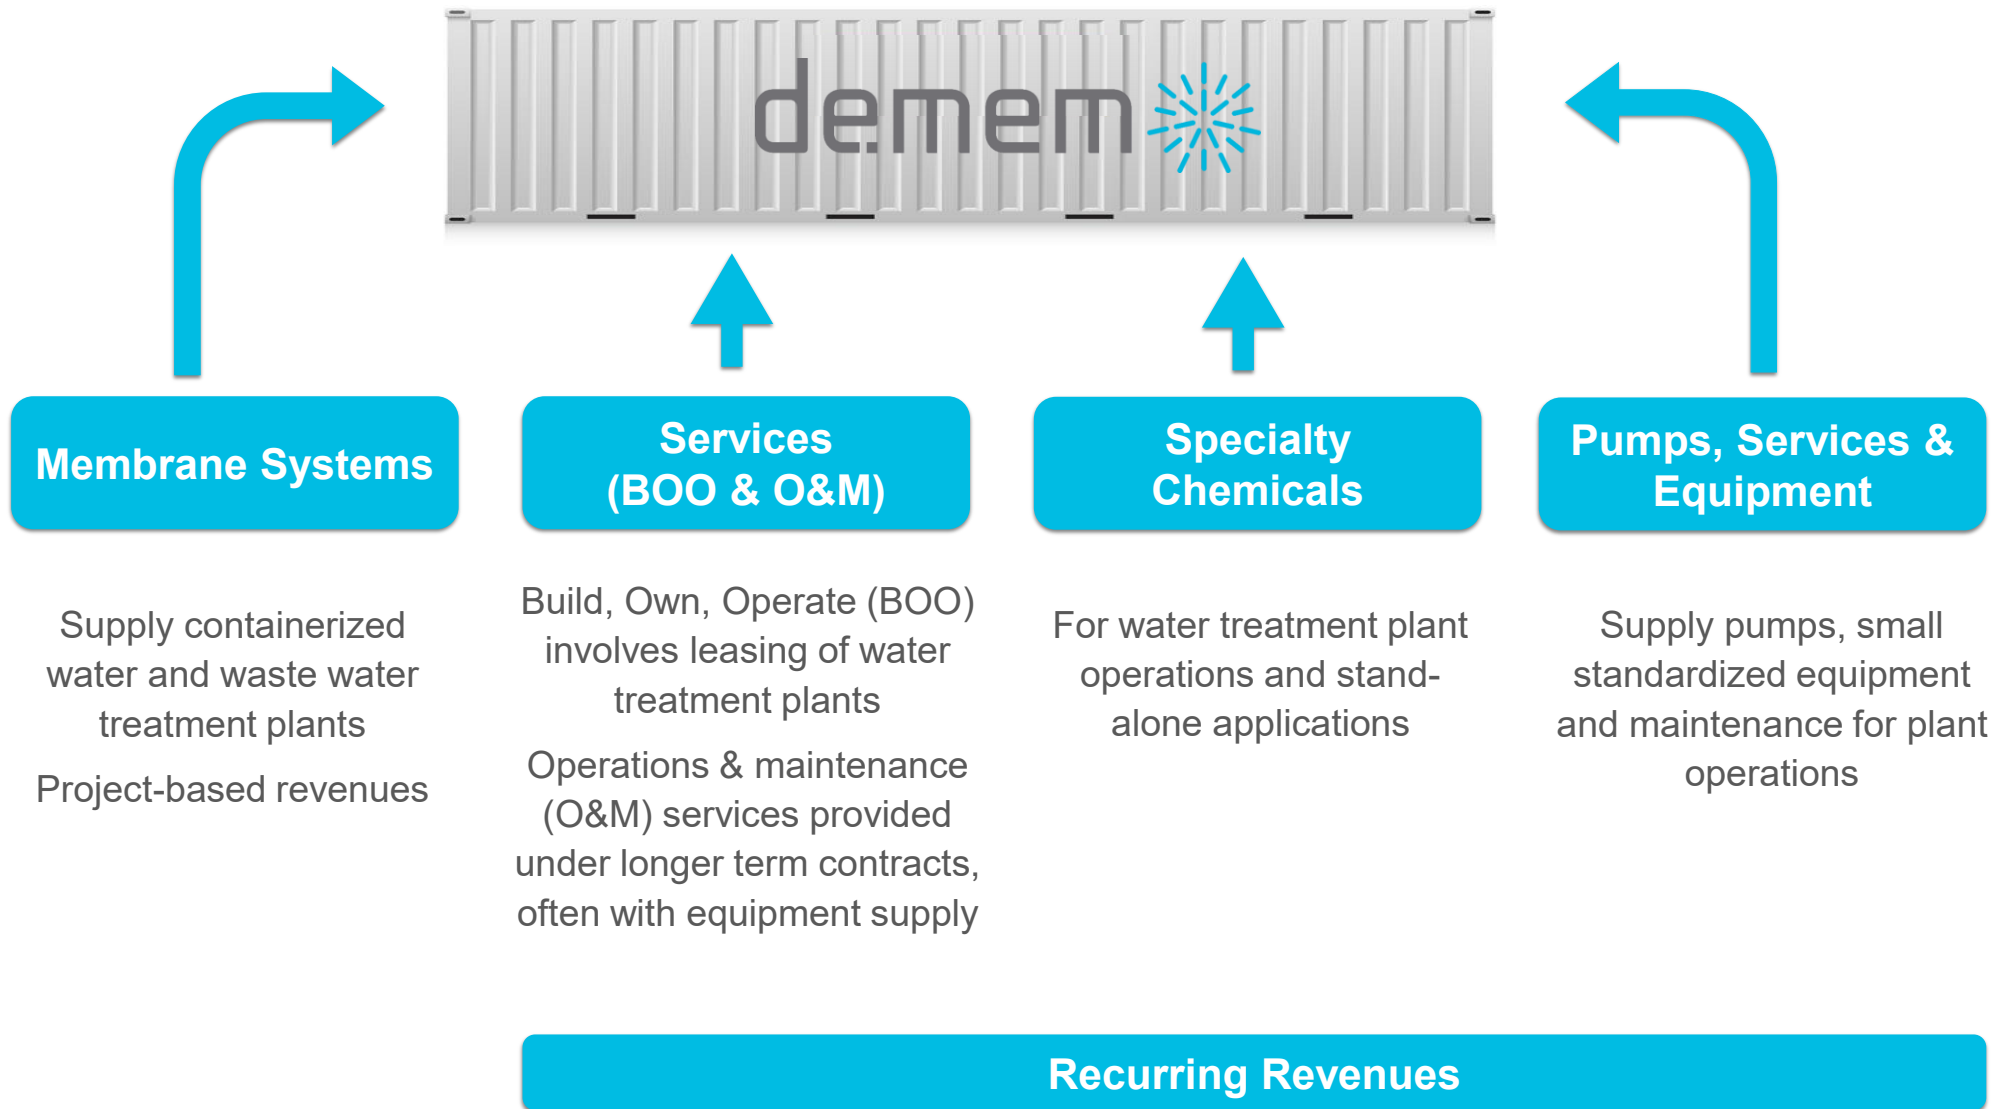 de.mem
Membrane Systems
Supply containerized
water and waste water
treatment plants
Project-based revenues
Services
(BOO & O&M)
Build, Own, Operate (BOO)
involves leasing of water
treatment plants
Operations & maintenance
(O&M) services provided
under longer term contracts,
often with equipment supply
Specialty
Chemicals
For water treatment plant
operations and stand-
alone applications
Pumps, Services &
Equipment
Supply pumps, small
standardized equipment
and maintenance for plant
operations
Recurring Revenues